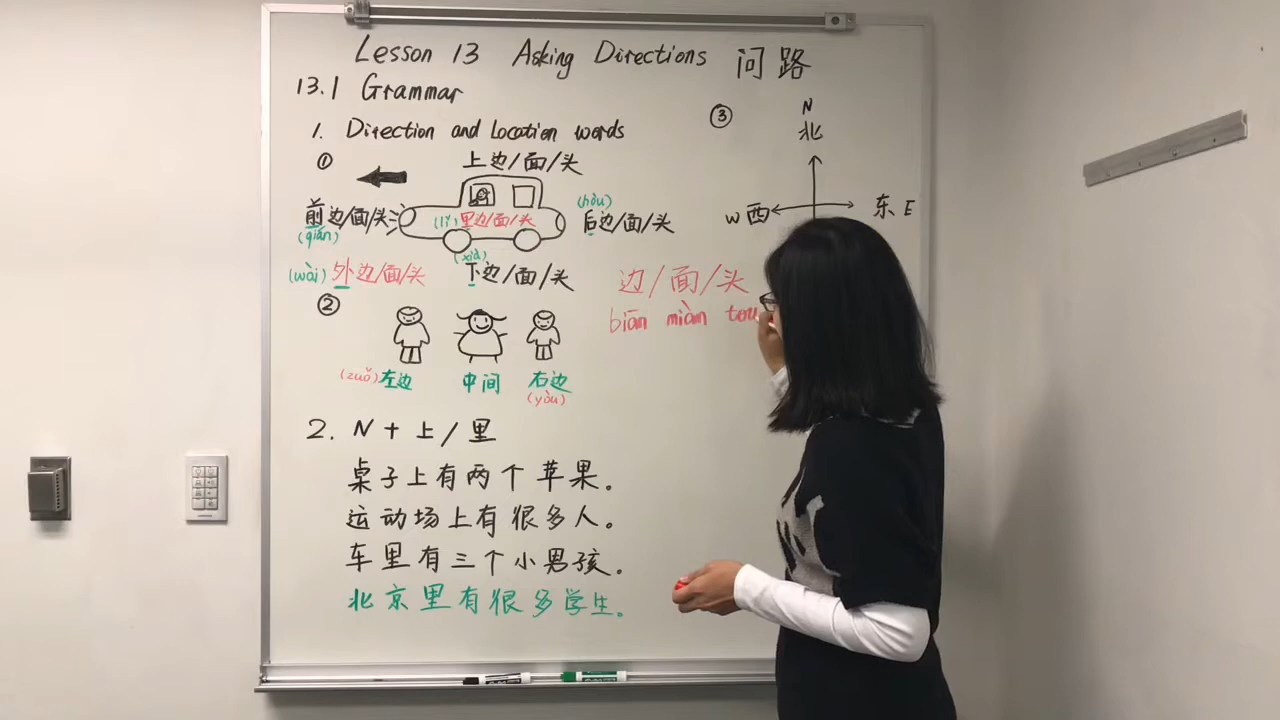 Lesson 13 Asking Directions 问路
13.1 Grammar
1. Direction and Location words
① 上边/面/头
前边/面/头 (qián)
(lǐ) 里边/面/头
(hòu) 后边/面/头
(wài) 外边/面/头
(xià) 下边/面/头
②
(zuǒ) 左边 中间 右边 (yòu)
2. N + 上/里
桌子上有两个苹果。
运动场上有很多人。
车里有三个小男孩。
北京里有很多学生。
③
N
北
W 西 东 E
边/面/头
biān miàn tou